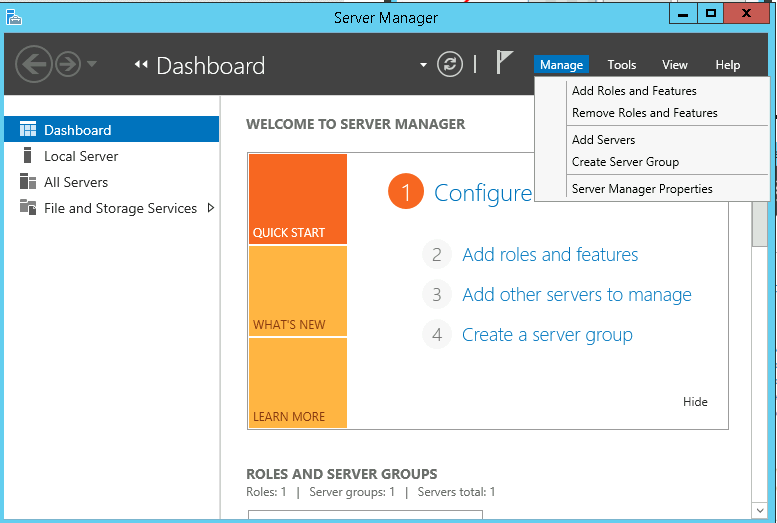 Server Manager
Dashboard
Manage
Tools
View
Help
Add Roles and Features
Remove Roles and Features
Add Servers
Create Server Group
Server Manager Properties
Dashboard
Local Server
All Servers
File and Storage Services
WELCOME TO SERVER MANAGER
QUICK START
WHAT'S NEW
LEARN MORE
1 Configure
2 Add roles and features
3 Add other servers to manage
4 Create a server group
Hide
ROLES AND SERVER GROUPS
Roles: 1 | Server groups: 1 | Servers total: 1